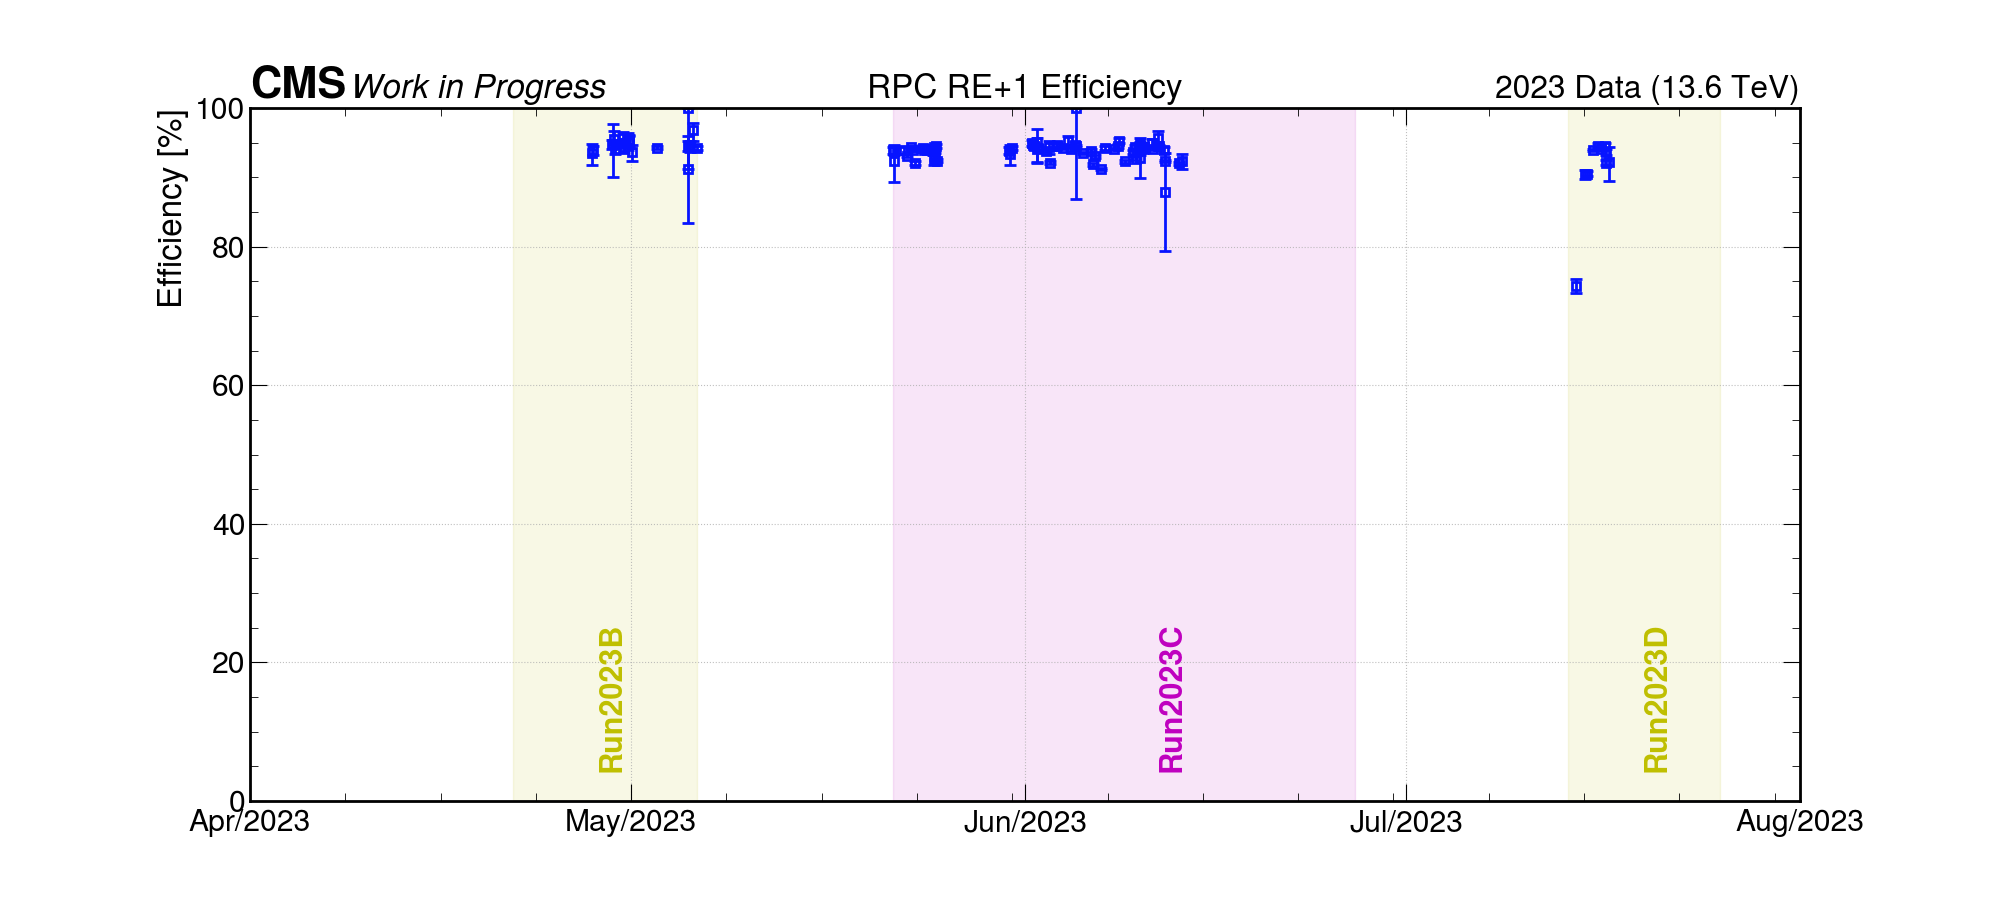 CMS Work in Progress RPC RE+1 Efficiency 2023 Data (13.6 TeV)
Efficiency [%]
100
80
60
40
20
0
Run2023B
Run2023C
Run2023D
Apr/2023 May/2023 Jun/2023 Jul/2023 Aug/2023